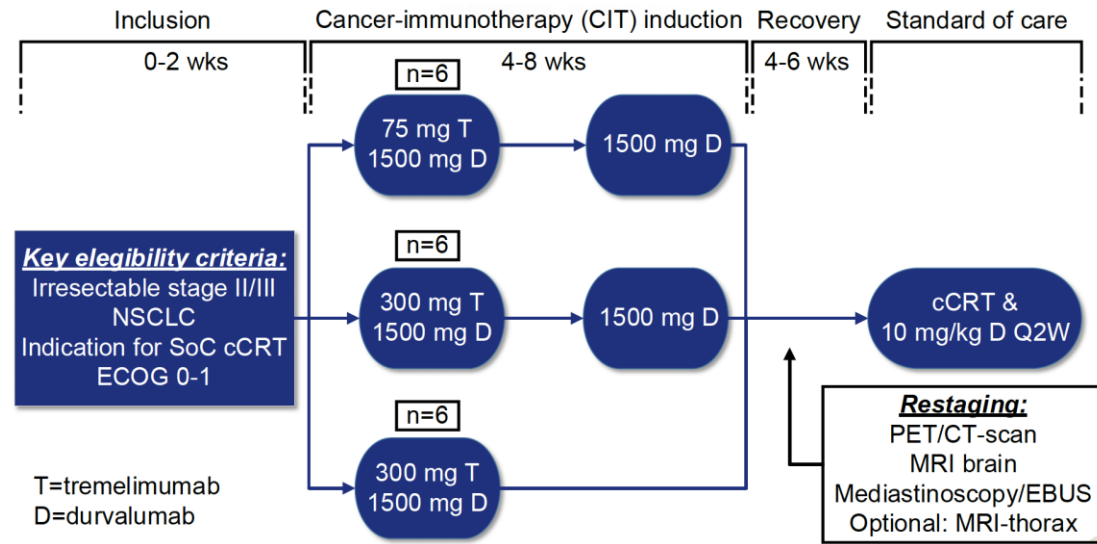 Inclusion
Cancer-immunotherapy (CIT) induction
Recovery
Standard of care
0-2 wks
4-8 wks
4-6 wks
n=6
75 mg T
1500 mg D
1500 mg D
Key elegibility criteria:
Irresectable stage II/III
NSCLC
Indication for SoC cCRT
ECOG 0-1
n=6
300 mg T
1500 mg D
1500 mg D
cCRT &
10 mg/kg D Q2W
n=6
300 mg T
1500 mg D
Restaging:
PET/CT-scan
MRI brain
Mediastinoscopy/EBUS
Optional: MRI-thorax
T=tremelimumab
D=durvalumab